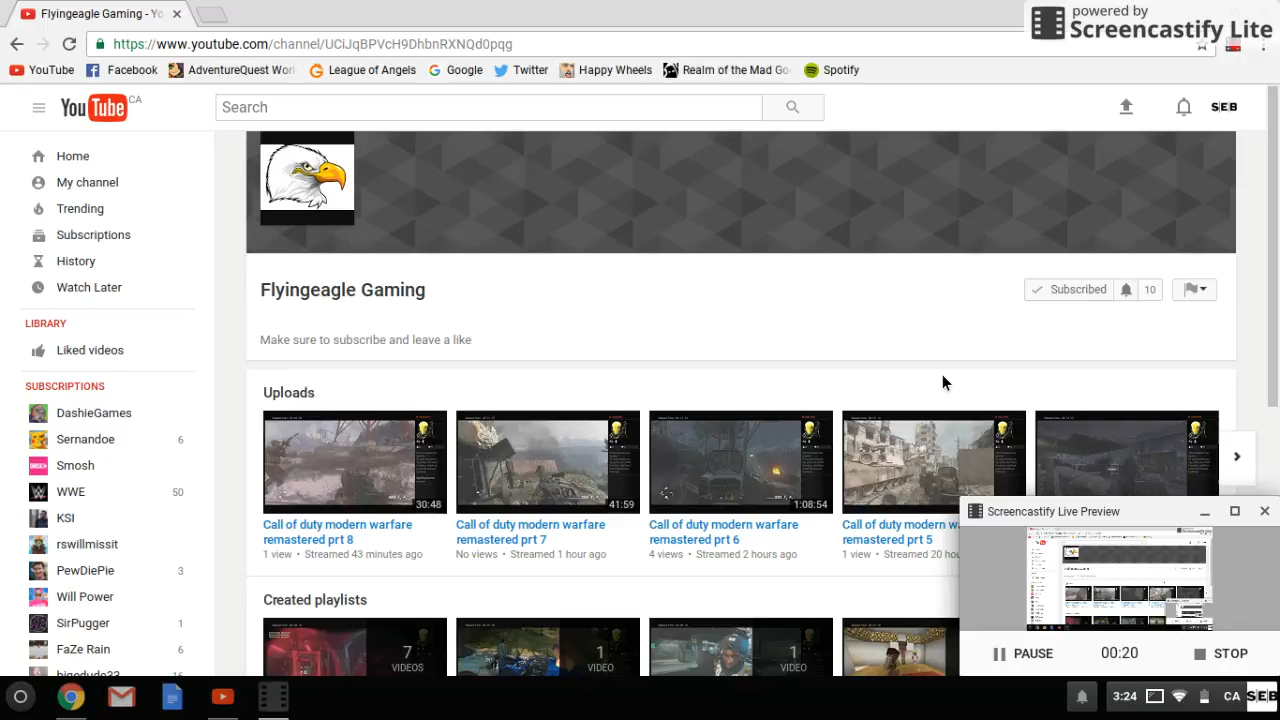 Flyingeagle Gaming - Yo
powered by
Screencastify Lite
https://www.youtube.com/channel/UCIJqBPVcH9DhbnRXNQd0pqg
YouTube Facebook AdventureQuest Worl League of Angels Google Twitter Happy Wheels Realm of the Mad Go Spotify
YouTube CA
Search
SEB
Home
My channel
Trending
Subscriptions
History
Watch Later
LIBRARY
Liked videos
SUBSCRIPTIONS
DashieGames
Sernandoe 6
Smosh
WWE 50
KSI
rswillmissit
PewDiePie 3
Will Power
SirPugger 1
FaZe Rain 6
bigedude33 16
Flyingeagle Gaming
Subscribed 10
Make sure to subscribe and leave a like
Uploads
30:48 41:59 1:08:54
Call of duty modern warfare
remastered prt 8
1 view • Streamed 43 minutes ago
Call of duty modern warfare
remastered prt 7
No views • Streamed 1 hour ago
Call of duty modern warfare
remastered prt 6
4 views • Streamed 2 hours ago
Call of duty modern w
remastered prt 5
1 view • Streamed 20 hou
Created playlists
7
VIDEOS
1
VIDEO
1
VIDEO
Screencastify Live Preview
PAUSE 00:20 STOP
3:24 CA SEB